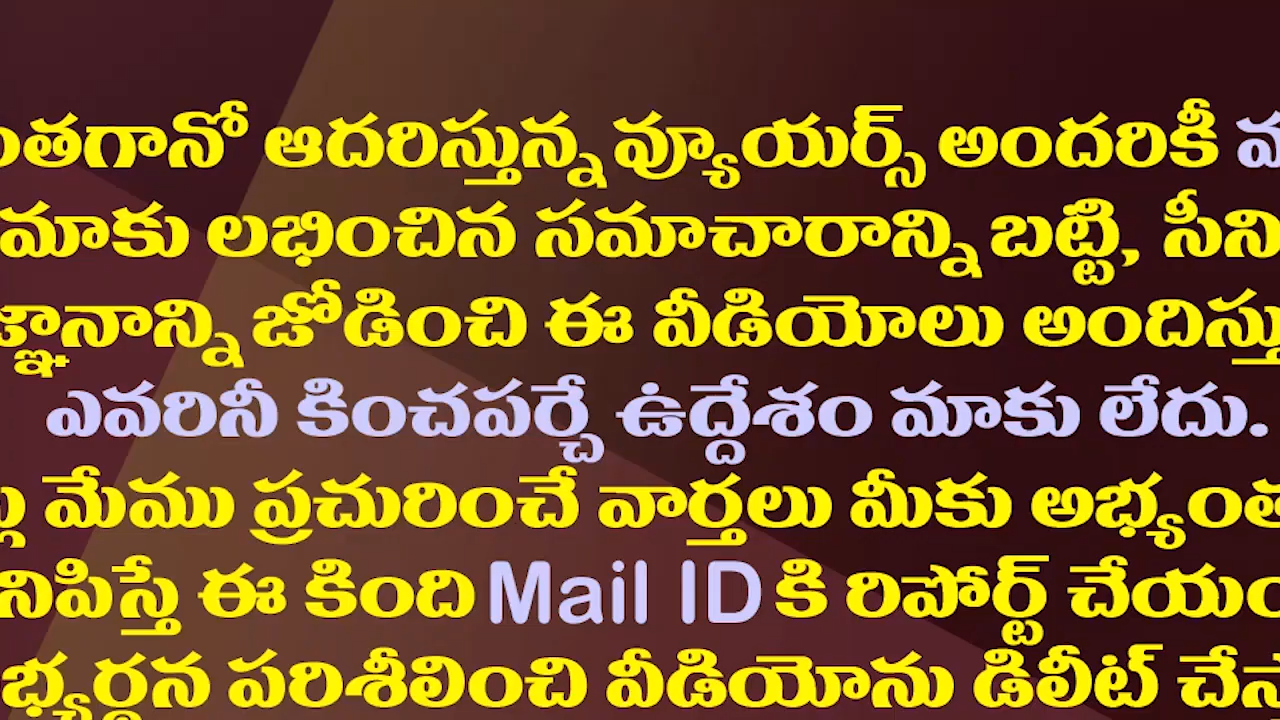 ంతగానో ఆదరిస్తున్న వ్యూయర్స్ అందరికీ
మాకు లభించిన సమాచారాన్ని బట్టి, సీని
జ్ఞానాన్ని జోడించి ఈ వీడియోలు అందిస్తు
ఎవరినీ కించపర్చే ఉద్దేశం మాకు లేదు.
మేము ప్రచురించే వార్తలు మీకు అభ్యంత
నిపిస్తే ఈ కింది Mail ID కి రిపోర్ట్ చేయం
భ్యర్థన పరిశీలించి వీడియోను డిలీట్ చేస